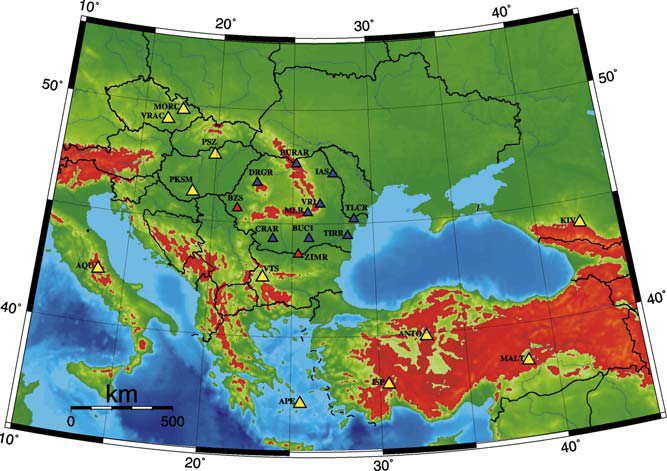 10°
20°
30°
40°
50°
50°
MORC
VRAC
PSZ
BURAR
IAS
DRGR
PKSM
BZS
VRI
MLR
TLCR
KIV
CRAR
BUC1
TIRR
ZIMR
AQU
VTS
40°
40°
ANTO
MALT
ISP
APE
km
0
500
10°
20°
30°
40°